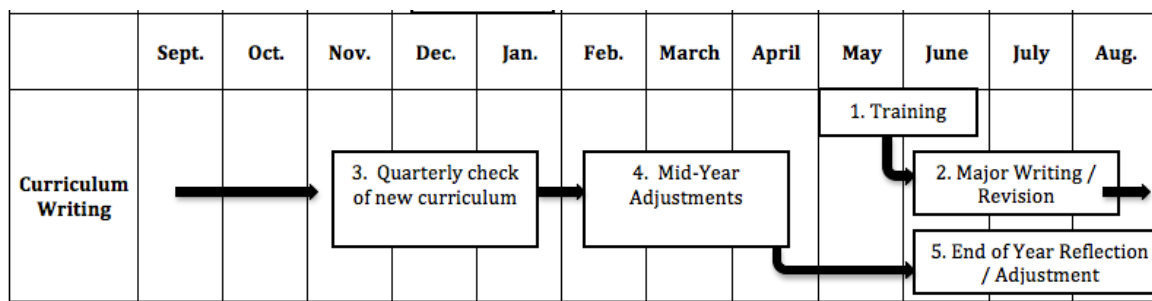 Sept. Oct. Nov. Dec. Jan. Feb. March April May June July Aug.
Curriculum
Writing
1. Training
3. Quarterly check
of new curriculum
4. Mid-Year
Adjustments
2. Major Writing /
Revision
5. End of Year Reflection
/ Adjustment